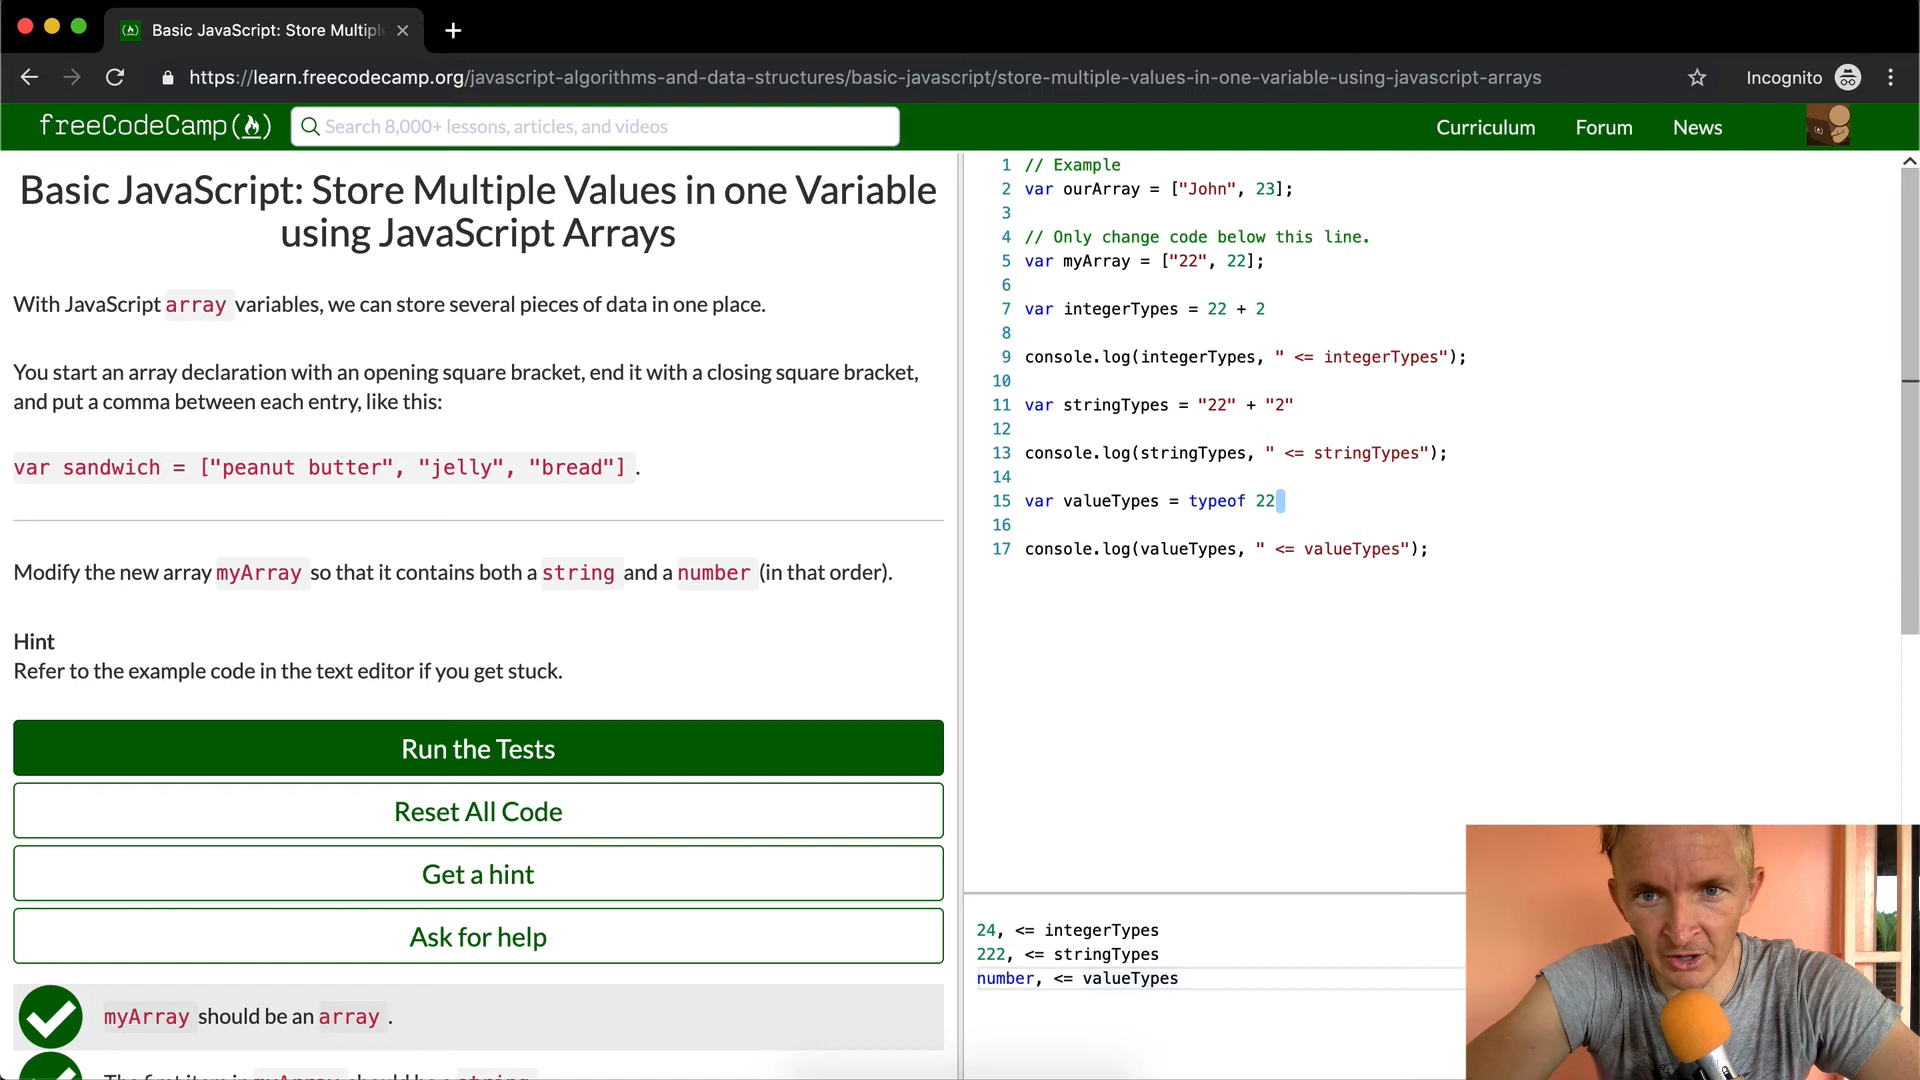 Basic JavaScript: Store Multipl
https://learn.freecodecamp.org/javascript-algorithms-and-data-structures/basic-javascript/store-multiple-values-in-one-variable-using-javascript-arrays
Incognito
freeCodeCamp
Search 8,000+ lessons, articles, and videos
Curriculum
Forum
News
Basic JavaScript: Store Multiple Values in one Variable
using JavaScript Arrays
With JavaScript array variables, we can store several pieces of data in one place.
You start an array declaration with an opening square bracket, end it with a closing square bracket,
and put a comma between each entry, like this:
var sandwich = ["peanut butter", "jelly", "bread"] .
Modify the new array myArray so that it contains both a string and a number (in that order).
Hint
Refer to the example code in the text editor if you get stuck.
Run the Tests
Reset All Code
Get a hint
Ask for help
myArray should be an array .
The first item in myArray should be a string .
1 // Example
2 var ourArray = ["John", 23];
3
4 // Only change code below this line.
5 var myArray = ["22", 22];
6
7 var integerTypes = 22 + 2
8
9 console.log(integerTypes, " <= integerTypes");
10
11 var stringTypes = "22" + "2"
12
13 console.log(stringTypes, " <= stringTypes");
14
15 var valueTypes = typeof 22
16
17 console.log(valueTypes, " <= valueTypes");
24, <= integerTypes
222, <= stringTypes
number, <= valueTypes